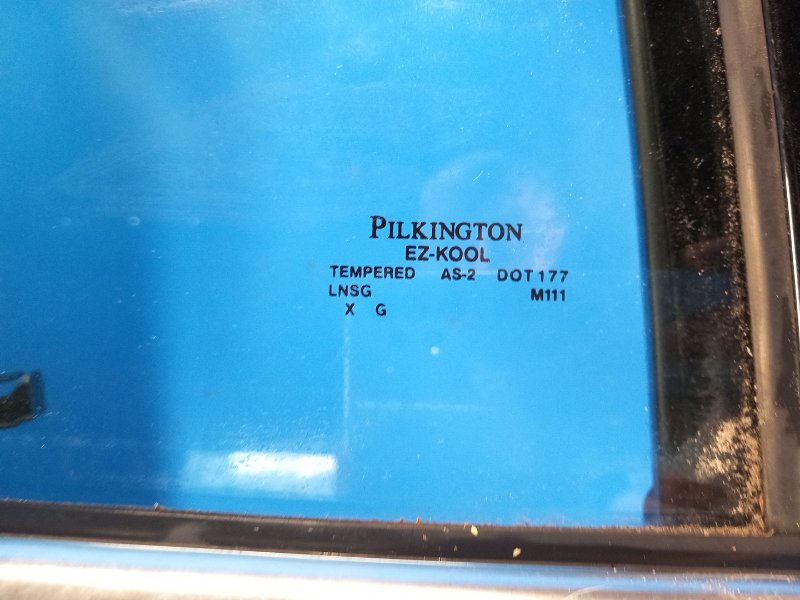 PILKINGTON
EZ-KOOL
TEMPERED AS-2 DOT 177
LNSG M111
X G